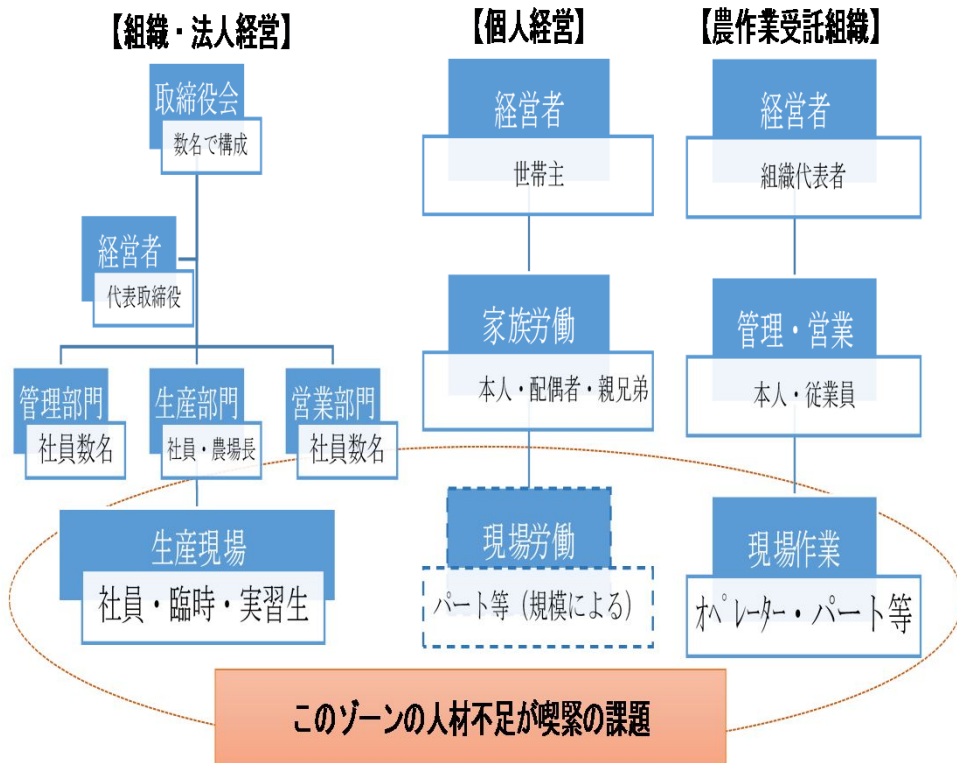 【組織・法人経営】
取締役会
数名で構成
経営者
代表取締役
管理部門
社員数名
生産部門
社員・農場長
営業部門
社員数名
生産現場
社員・臨時・実習生
【個人経営】
経営者
世帯主
家族労働
本人・配偶者・親兄弟
現場労働
パート等（規模による）
【農作業受託組織】
経営者
組織代表者
管理・営業
本人・従業員
現場作業
ｵﾍﾟﾚｰﾀｰ・パート等
このゾーンの人材不足が喫緊の課題